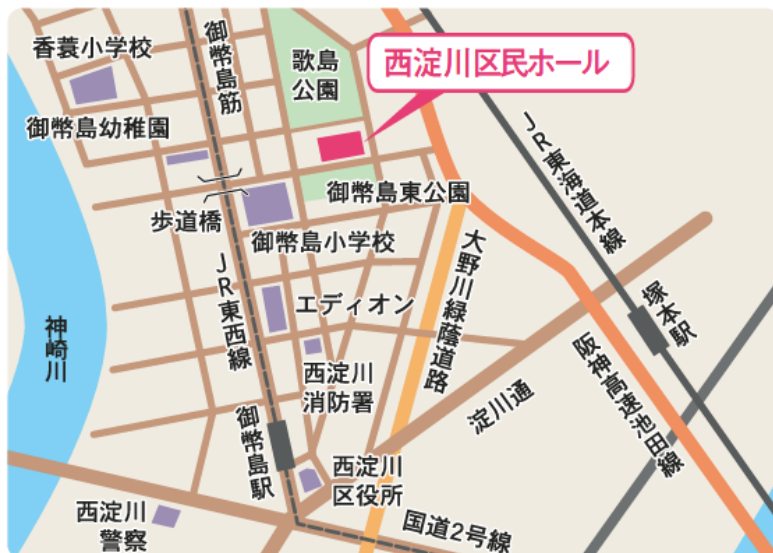 香蓑小学校
御幣島筋
歌島
公園
西淀川区民ホール
御幣島幼稚園
JR東海道本線
御幣島東公園
歩道橋
御幣島小学校
大野川緑蔭道路
塚本駅
JR東西線
エディオン
神崎川
西淀川
消防署
阪神高速池田線
淀川通
御幣島駅
西淀川
区役所
西淀川
警察
国道2号線